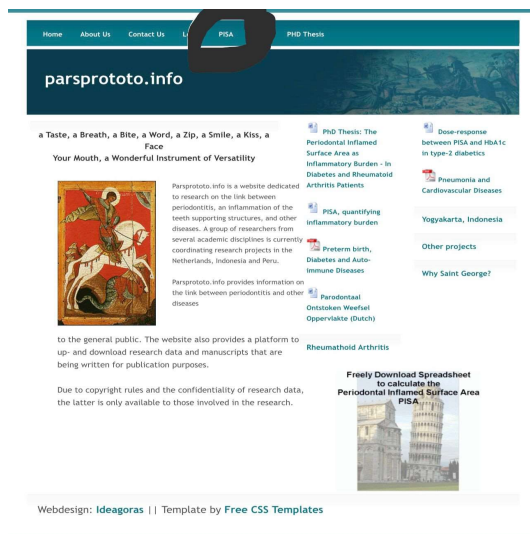 Home About Us Contact Us PISA PHD Thesis
parsprototo.info
a Taste, a Breath, a Bite, a Word, a Zip, a Smile, a Kiss, a
Face
Your Mouth, a Wonderful Instrument of Versatility
Parsprototo.info is a website dedicated
to research on the link between
periodontitis, an inflammation of the
teeth supporting structures, and other
diseases. A group of researchers from
several academic disciplines is currently
coordinating research projects in the
Netherlands, Indonesia and Peru.
Parsprototo.info provides information on
the link between periodontitis and other
diseases
to the general public. The website also provides a platform to
up- and download research data and manuscripts that are
being written for publication purposes.
Due to copyright rules and the confidentiality of research data,
the latter is only available to those involved in the research.
PhD Thesis: The
Periodontal Inflamed
Surface Area as
Inflammatory Burden - In
Diabetes and Rheumatoid
Arthritis Patients
PISA, quantifying
inflammatory burden
Preterm birth,
Diabetes and Auto-
immune Diseases
Parodontaal
Ontstoken Weefsel
Oppervlakte (Dutch)
Rheumathoid Arthritis
Dose-response
between PISA and HbA1c
in type-2 diabetics
Pneumonia and
Cardiovascular Diseases
Yogyakarta, Indonesia
Other projects
Why Saint George?
Freely Download Spreadsheet
to calculate the
Periodontal Inflamed Surface Area
PISA
Webdesign: Ideagoras || Template by Free CSS Templates